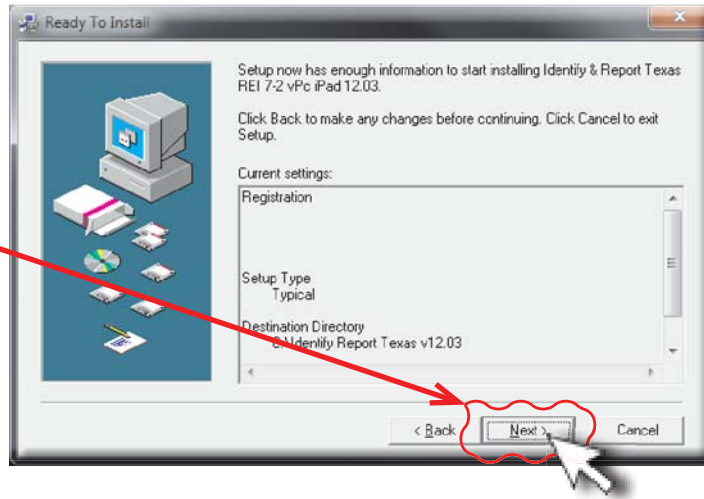 Ready To Install
Setup now has enough information to start installing Identify & Report Texas
REI 7-2 vPc iPad 12.03.
Click Back to make any changes before continuing. Click Cancel to exit
Setup.
Current settings:
Registration
Setup Type
Typical
Destination Directory
C:\Identify Report Texas v12.03
< Back
Next >
Cancel